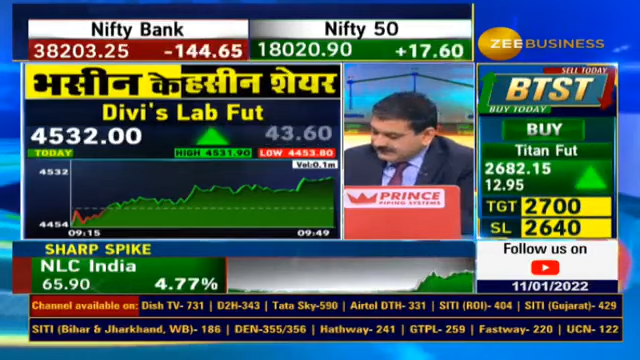 Nifty Bank
38203.25 -144.65
Nifty 50
18020.90 +17.60
ZEE BUSINESS
भसीन के हसीन शेयर
Divi's Lab Fut
4532.00 43.60
TODAY HIGH 4531.90 LOW 4453.80
Vol:0.1m
4532
4454
09:15 09:49
PRINCE
PIPING SYSTEMS
SELL TODAY
BTST
BUY TODAY
BUY
Titan Fut
2682.15
12.95
TGT 2700
SL 2640
SHARP SPIKE
NLC India
65.90 4.77%
Follow us on
11/01/2022
Channel available on: Dish TV- 731 | D2H-343 | Tata Sky-590 | Airtel DTH- 331 | SITI (ROI)- 404 | SITI (Gujarat)- 429
SITI (Bihar & Jharkhand, WB)- 186 | DEN-355/356 | Hathway- 241 | GTPL- 259 | Fastway- 220 | UCN- 122